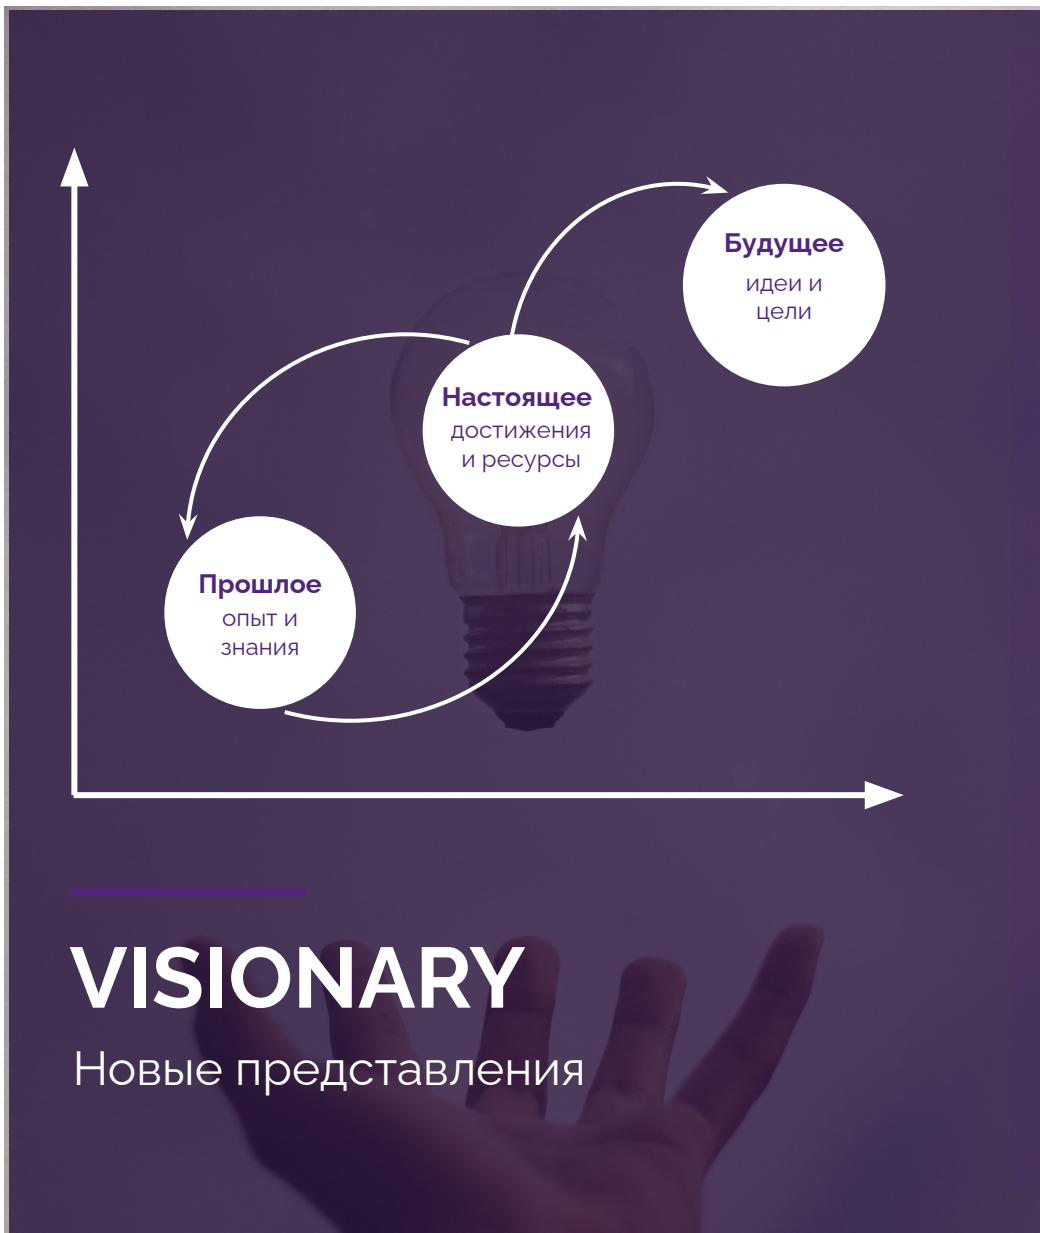 Будущее
идеи и
цели
Настоящее
достижения
и ресурсы
Прошлое
опыт и
знания
VISIONARY
Новые представления